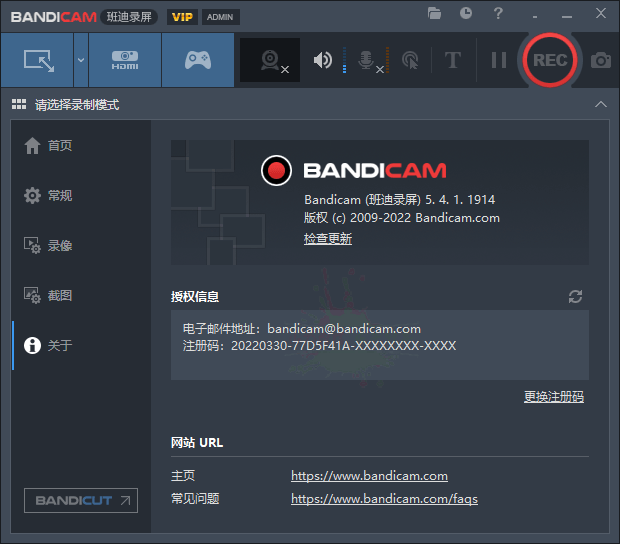 BANDICAM 班迪录屏 VIP ADMIN ?
HDMI T REC
请选择录制模式
首页
常规
录像
截图
关于
BANDICUT
BANDICAM
Bandicam (班迪录屏) 5. 4. 1. 1914
版权 (c) 2009-2022 Bandicam.com
检查更新
授权信息
电子邮件地址: bandicam@bandicam.com
注册码: 20220330-77D5F41A-XXXXXXXX-XXXX
更换注册码
网站 URL
主页 https://www.bandicam.com
常见问题 https://www.bandicam.com/faqs